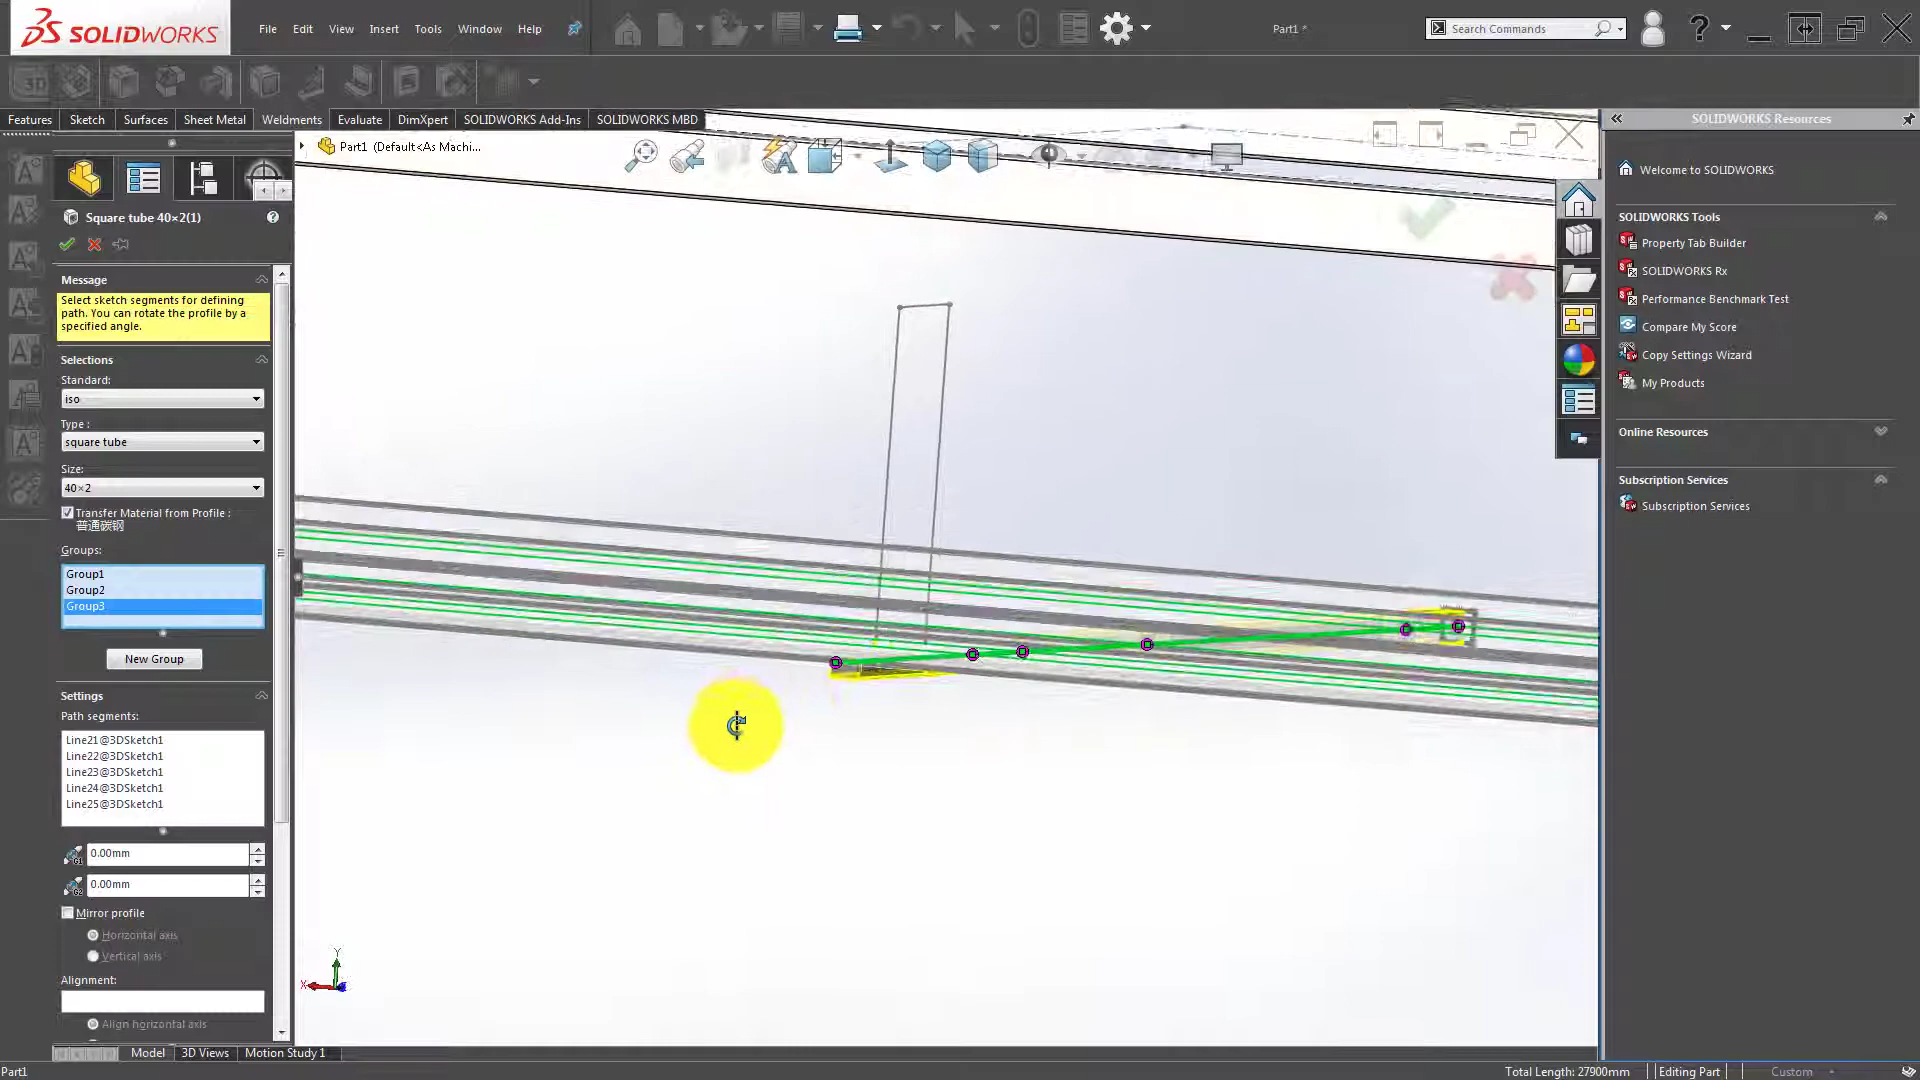 SOLIDWORKS
File Edit View Insert Tools Window Help
Part1 *
Search Commands
Features Sketch Surfaces Sheet Metal Weldments Evaluate DimXpert SOLIDWORKS Add-Ins SOLIDWORKS MBD
Part1 (Default<As Machi...
Square tube 40×2(1)
Message
Select sketch segments for defining
path. You can rotate the profile by a
specified angle.
Selections
Standard:
iso
Type :
square tube
Size:
40×2
Transfer Material from Profile :
普通碳钢
Groups:
Group1
Group2
Group3
New Group
Settings
Path segments:
Line21@3DSketch1
Line22@3DSketch1
Line23@3DSketch1
Line24@3DSketch1
Line25@3DSketch1
G1
0.00mm
G2
0.00mm
Mirror profile
Horizontal axis
Vertical axis
Alignment:
Align horizontal axis
Y
X
Model 3D Views Motion Study 1
Part1
Total Length: 27900mm Editing Part Custom
SOLIDWORKS Resources
Welcome to SOLIDWORKS
SOLIDWORKS Tools
Property Tab Builder
SOLIDWORKS Rx
Performance Benchmark Test
Compare My Score
Copy Settings Wizard
My Products
Online Resources
Subscription Services
Subscription Services